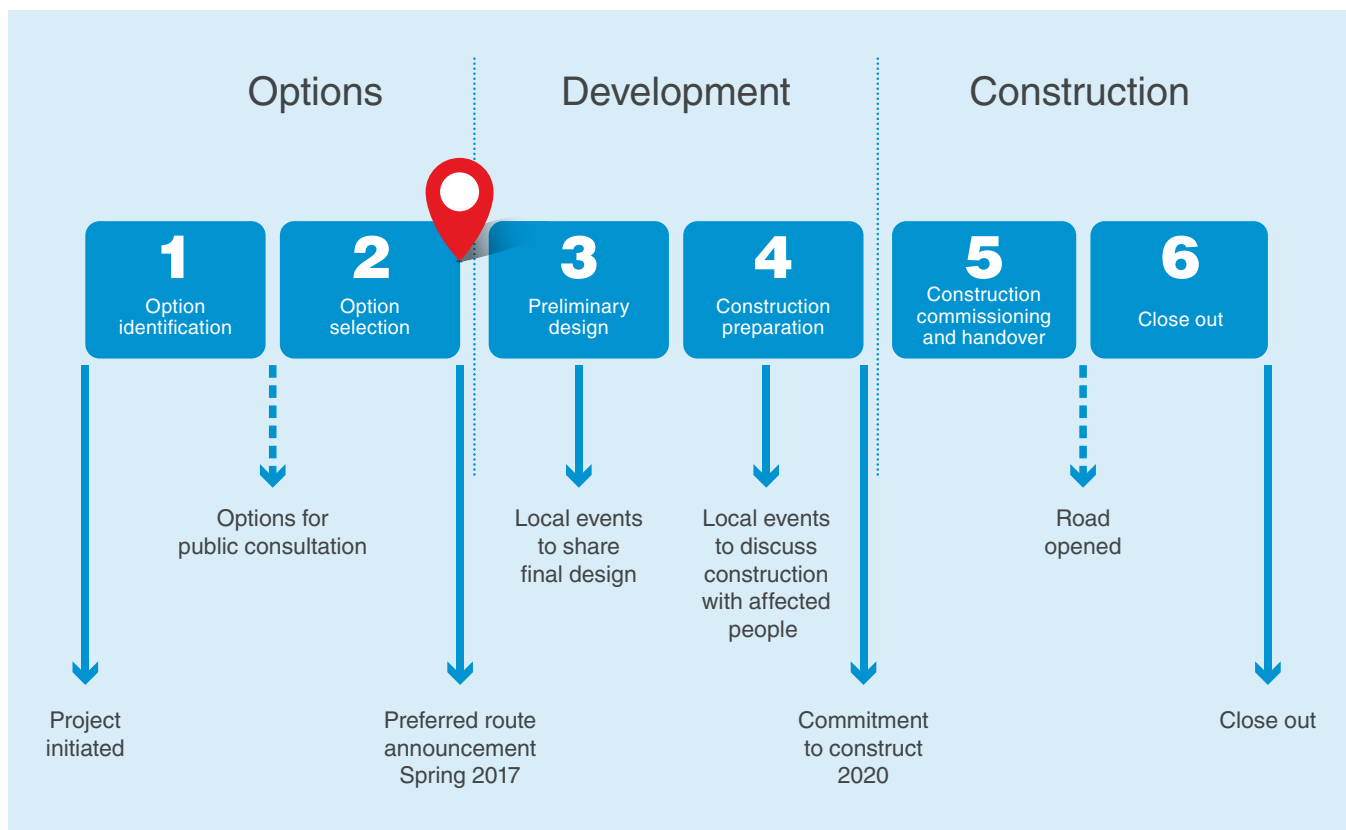 Options
Development
Construction
1
Option
identification
2
Option
selection
3
Preliminary
design
4
Construction
preparation
5
Construction
commissioning
and handover
6
Close out
Options for
public consultation
Local events
to share
final design
Local events
to discuss
construction
with affected
people
Road
opened
Project
initiated
Preferred route
announcement
Spring 2017
Commitment
to construct
2020
Close out